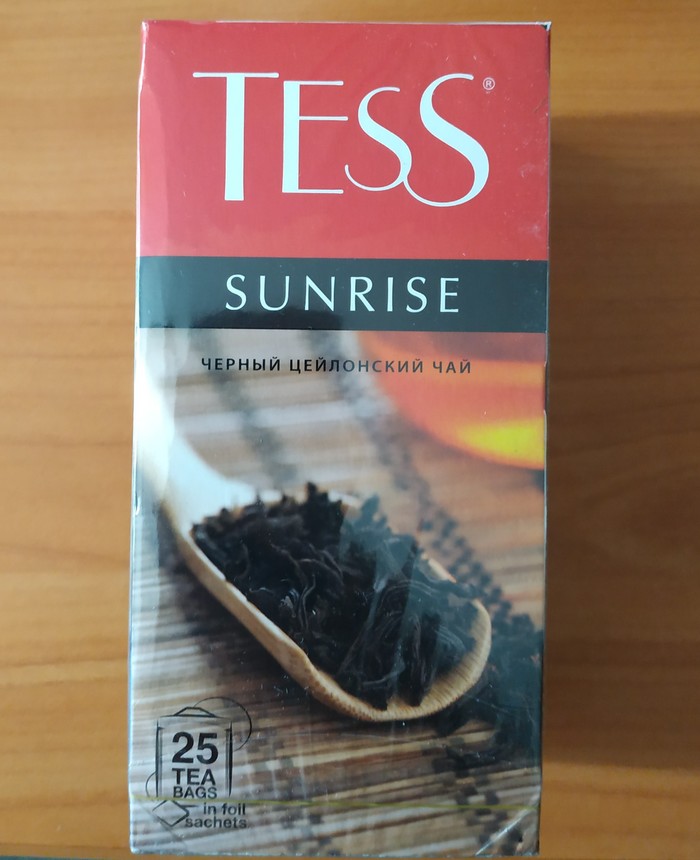 TESS®
SUNRISE
ЧЕРНЫЙ ЦЕЙЛОНСКИЙ ЧАЙ
25
TEA
BAGS
in foil
sachets